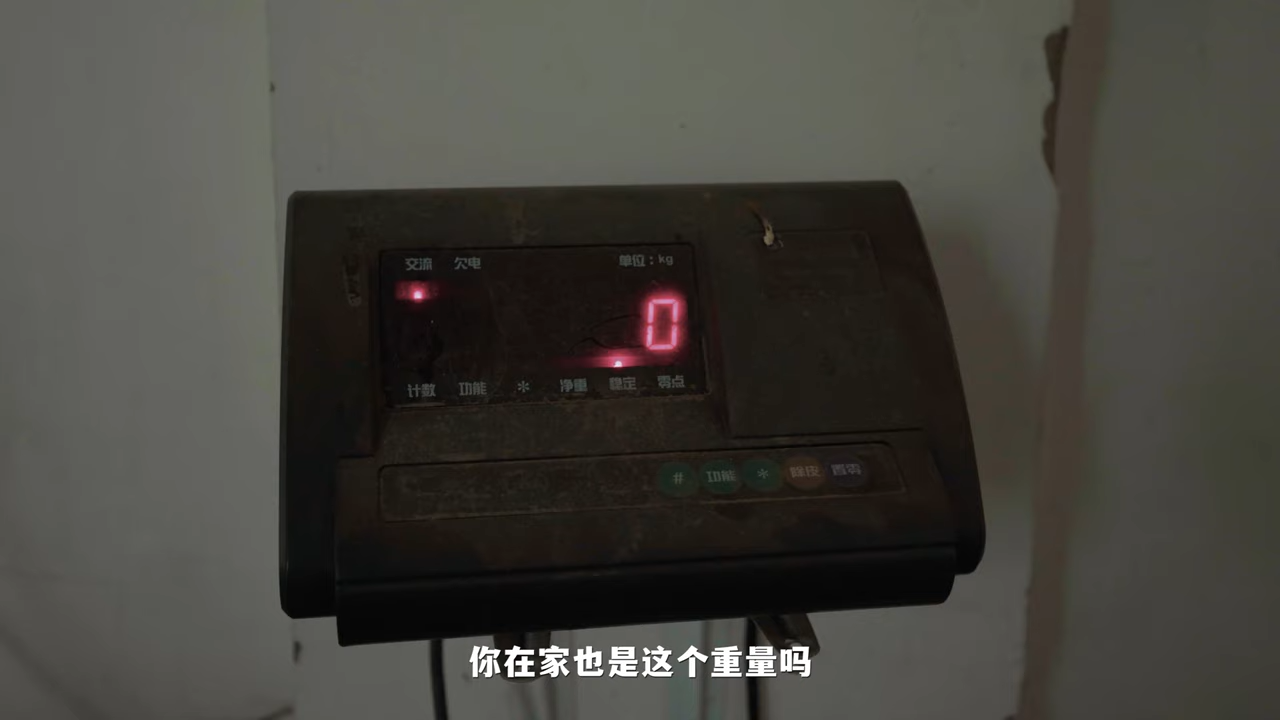 交流 欠电 单位：kg
0
计数 功能 * 净重 稳定 零点
# 功能 * 除皮 置零
你在家也是这个重量吗